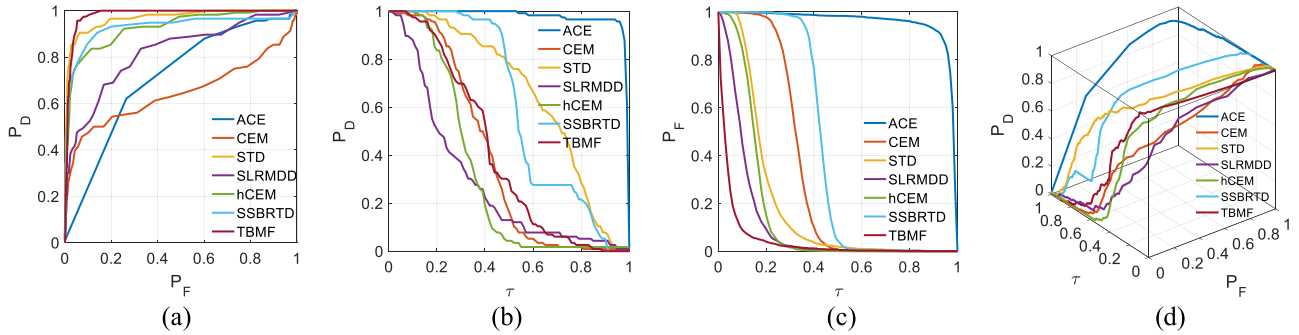 1
0.8
0.6
0.4
0.2
0
P_D
0 0.2 0.4 0.6 0.8 1
P_F
ACE
CEM
STD
SLRMDD
hCEM
SSBRTD
TBMF
(a)
1
0.8
0.6
0.4
0.2
0
P_D
0 0.2 0.4 0.6 0.8 1
τ
ACE
CEM
STD
SLRMDD
hCEM
SSBRTD
TBMF
(b)
1
0.8
0.6
0.4
0.2
0
P_F
0 0.2 0.4 0.6 0.8 1
τ
ACE
CEM
STD
SLRMDD
hCEM
SSBRTD
TBMF
(c)
1
0.8
0.6
0.4
0.2
0
P_D
1
0.8
0.6
0.4
0.2
0
τ
0
0.2
0.4
0.6
0.8
1
P_F
ACE
CEM
STD
SLRMDD
hCEM
SSBRTD
TBMF
(d)